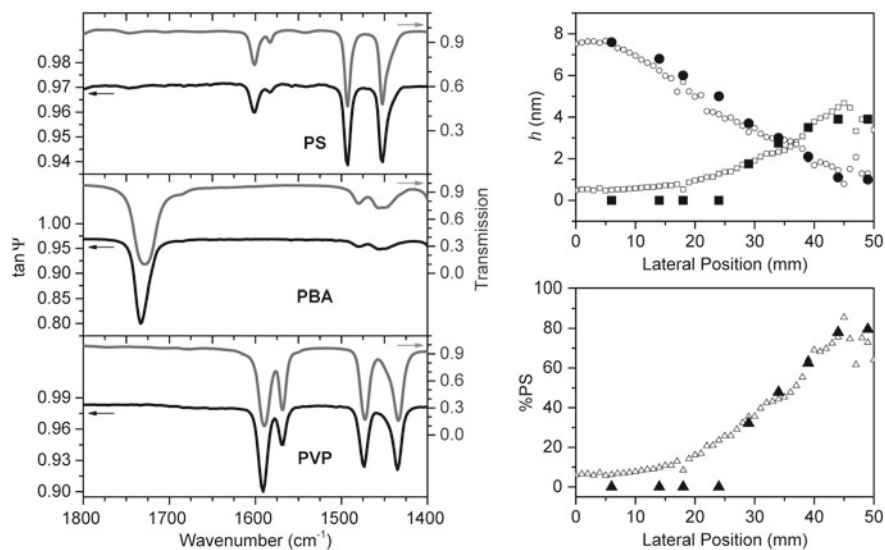 0.98
0.97
0.96
0.95
0.94
0.9
0.6
0.3
PS
1.00
0.95
0.90
0.85
0.80
0.9
0.6
0.3
0.0
PBA
0.99
0.96
0.93
0.90
0.9
0.6
0.3
0.0
PVP
tan Ψ
Transmission
1800 1700 1600 1500 1400
Wavenumber (cm⁻¹)
8
6
4
2
0
h (nm)
0 10 20 30 40 50
Lateral Position (mm)
100
80
60
40
20
0
%PS
0 10 20 30 40 50
Lateral Position (mm)